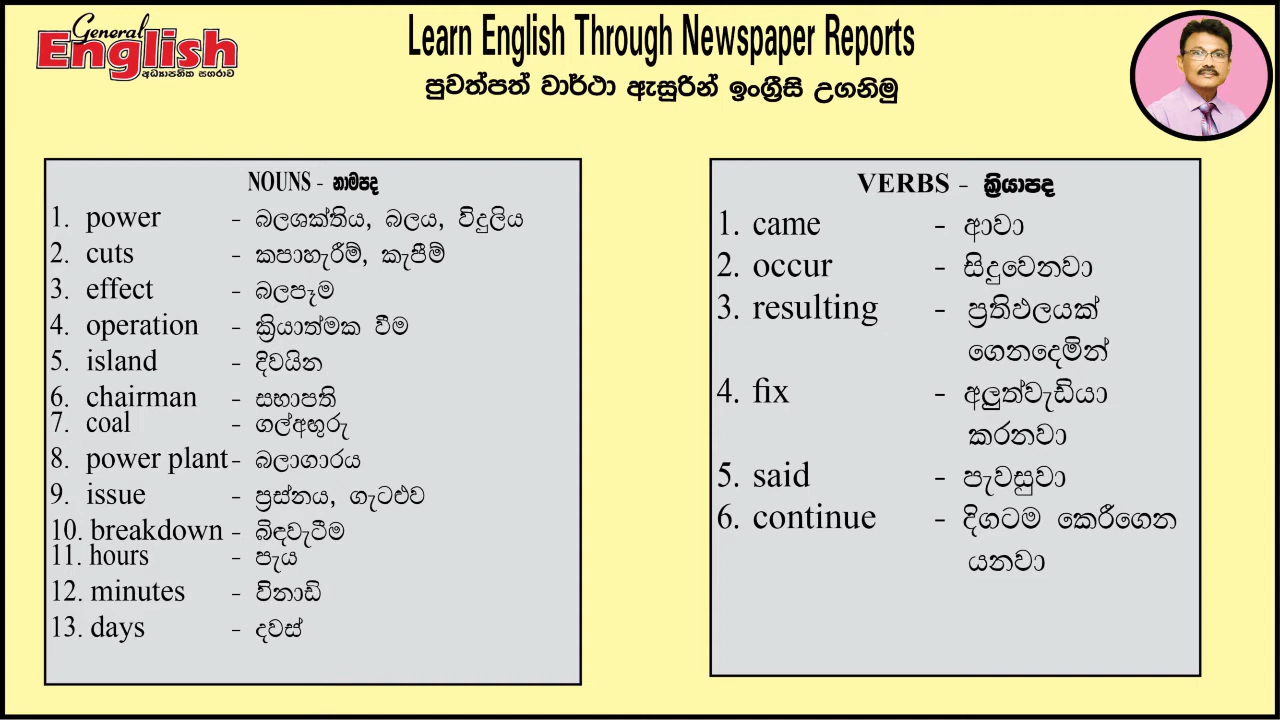 General
English
අධ්‍යාපනික සඟරාව
Learn English Through Newspaper Reports
පුවත්පත් වාර්ථා ඇසුරින් ඉංග්‍රීසි උගනිමු
NOUNS - නාමපද
1. power - බලශක්තිය, බලය, විදුලිය
2. cuts - කපාහැරීම්, කැපීම්
3. effect - බලපෑම
4. operation - ක්‍රියාත්මක වීම
5. island - දිවයින
6. chairman - සභාපති
7. coal - ගල්අඟුරු
8. power plant - බලාගාරය
9. issue - ප්‍රස්නය, ගැටළුව
10. breakdown - බිඳවැටීම
11. hours - පැය
12. minutes - විනාඩි
13. days - දවස්
VERBS - ක්‍රියාපද
1. came - ආවා
2. occur - සිදුවෙනවා
3. resulting - ප්‍රතිඵලයක්
ගෙනදෙමින්
4. fix - අලුත්වැඩියා
කරනවා
5. said - පැවසුවා
6. continue - දිගටම කෙරීගෙන
යනවා